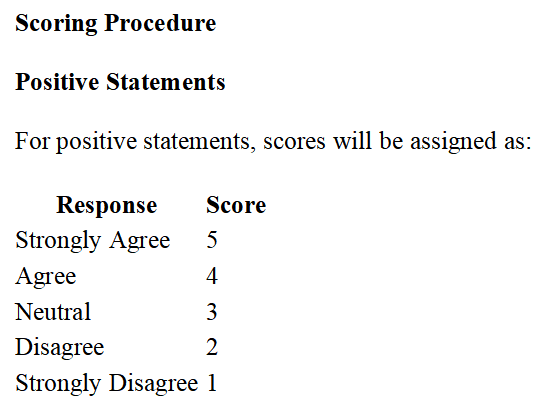 Scoring Procedure
Positive Statements
For positive statements, scores will be assigned as:
Response Score
Strongly Agree 5
Agree 4
Neutral 3
Disagree 2
Strongly Disagree 1